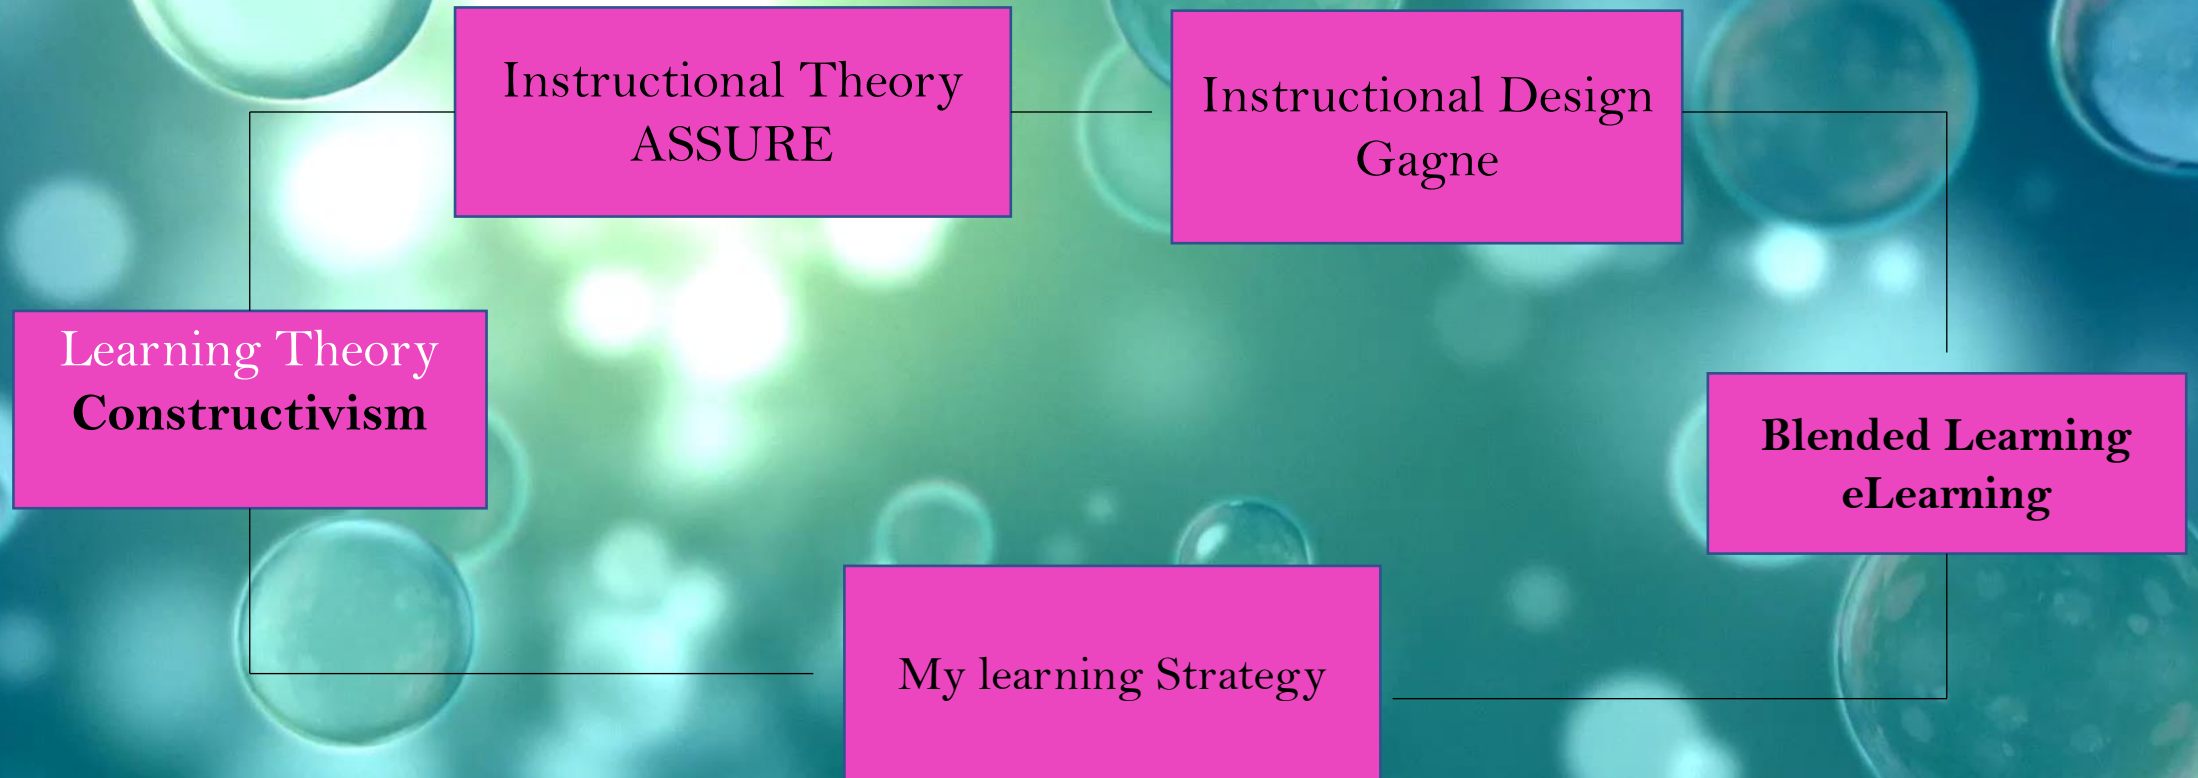 Instructional Theory
ASSURE
Instructional Design
Gagne
Learning Theory
Constructivism
Blended Learning
eLearning
My learning Strategy